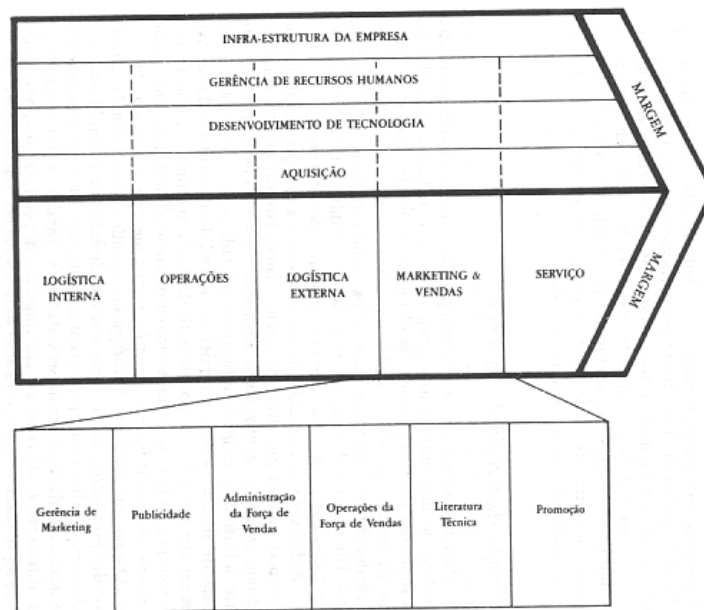 INFRA-ESTRUTURA DA EMPRESA
GERÊNCIA DE RECURSOS HUMANOS
DESENVOLVIMENTO DE TECNOLOGIA
AQUISIÇÃO
MARGEM
MARGEM
LOGÍSTICA
INTERNA
OPERAÇÕES
LOGÍSTICA
EXTERNA
MARKETING &
VENDAS
SERVIÇO
Gerência de
Marketing
Publicidade
Administração
da Força de
Vendas
Operações da
Força de Vendas
Literatura
Técnica
Promoção